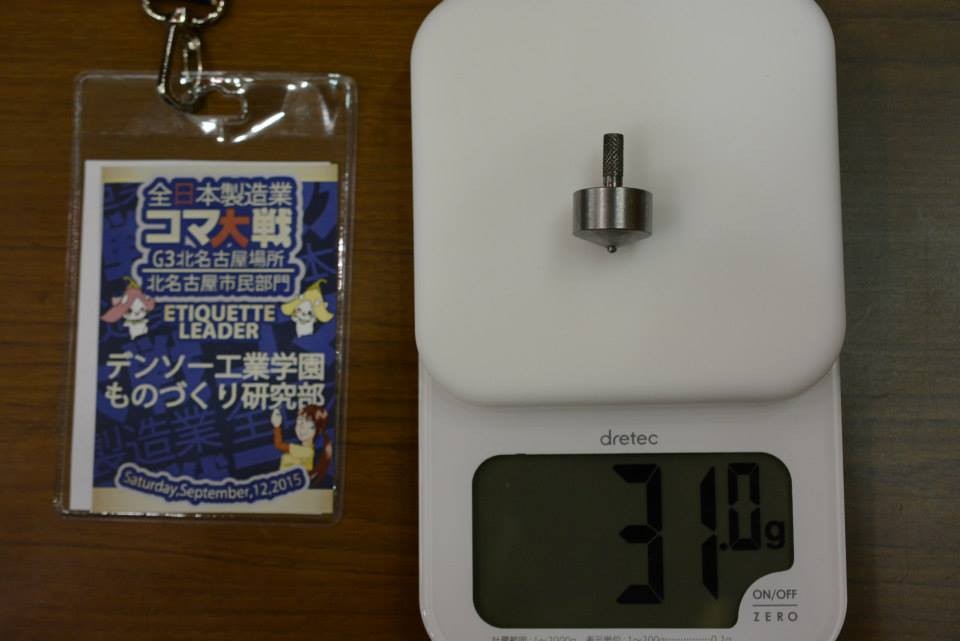 全日本製造業
コマ大戦
G3北名古屋場所
北名古屋市民部門
ETIQUETTE
LEADER
デンソー工業学園
ものづくり研究部
Saturday,September,12,2015
dretec
31.0g
ON/OFF
ZERO